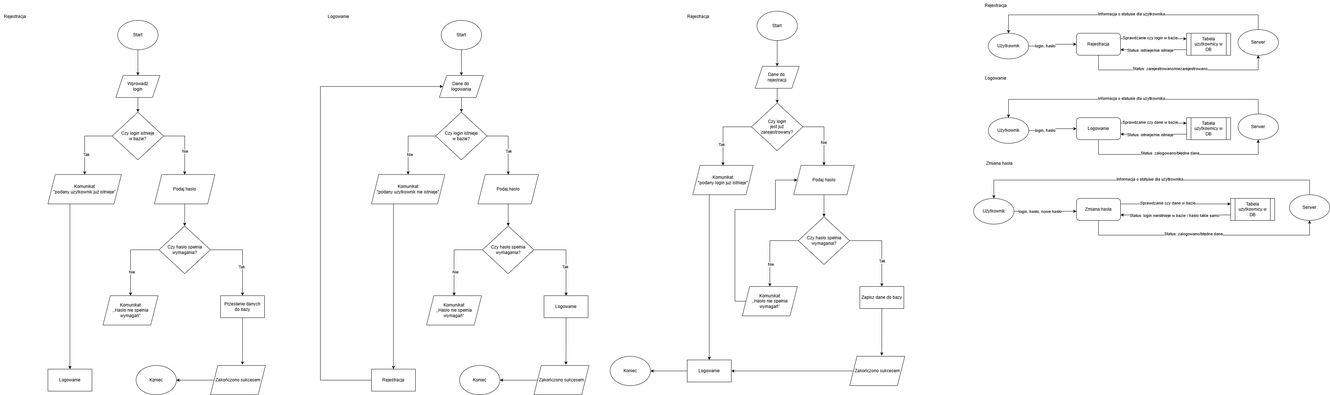 Rejestracja
Start
Wprowadź
login
Czy login istnieje
w bazie?
Tak
Nie
Komunikat
"podany użytkownik już istnieje"
Podaj hasło
Czy hasło spełnia
wymagania?
Nie
Tak
Komunikat
,,Hasło nie spełnia
wymagań"
Przesłanie danych
do bazy
Logowanie
Koniec
Zakończono sukcesem
Logowanie
Start
Dane do
logowania
Czy login istnieje
w bazie?
Nie
Tak
Komunikat
"podany użytkownik nie istnieje"
Podaj hasło
Czy hasło spełnia
wymagania?
Nie
Tak
Komunikat
,,Hasło nie spełnia
wymagań"
Logowanie
Rejestracja
Koniec
Zakończono sukcesem
Rejestracja
Start
Dane do
rejestracji
Czy login
jest już
zarejestrowany?
Tak
Nie
Komunikat
"podany login już istnieje"
Podaj hasło
Czy hasło spełnia
wymagania?
Nie
Tak
Komunikat
,,Hasło nie spełnia
wymagań"
Zapisz dane do bazy
Koniec
Logowanie
Zakończono sukcesem
Rejestracja
Informacja o statusie dla użytkownika
Użytkownik
login, hasło
Rejestracja
Sprawdzanie czy login w bazie
Status: istnieje/nie istnieje
Tabela
użytkownicy w
DB
Serwer
Status: zarejestrowano/niezarejestrowano
Logowanie
Informacja o statusie dla użytkownika
Użytkownik
login, hasło
Logowanie
Sprawdzanie czy dane w bazie
Status: istnieje/nie istnieje
Tabela
użytkownicy w
DB
Serwer
Status: zalogowano/błędne dane
Zmiana hasła
Informacja o statusie dla użytkownika
Użytkownik
login, hasło, nowe hasło
Zmiana hasła
Sprawdzanie czy dane w bazie
Status: login nieistnieje w bazie i hasło takie samo
Tabela
użytkownicy w
DB
Serwer
Status: zalogowano/błędne dane